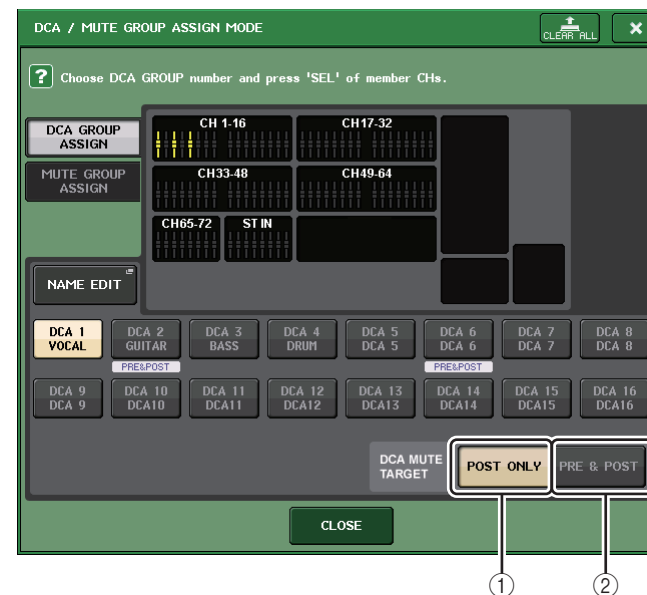 DCA / MUTE GROUP ASSIGN MODE
CLEAR ALL
×
? Choose DCA GROUP number and press 'SEL' of member CHs.
DCA GROUP
ASSIGN
CH 1-16
CH17-32
MUTE GROUP
ASSIGN
CH33-48
CH49-64
CH65-72
ST IN
NAME EDIT
DCA 1
VOCAL
DCA 2
GUITAR
DCA 3
BASS
DCA 4
DRUM
DCA 5
DCA 5
DCA 6
DCA 6
DCA 7
DCA 7
DCA 8
DCA 8
PRE&POST
PRE&POST
DCA 9
DCA 9
DCA 10
DCA10
DCA 11
DCA11
DCA 12
DCA12
DCA 13
DCA13
DCA 14
DCA14
DCA 15
DCA15
DCA 16
DCA16
DCA MUTE
TARGET
POST ONLY
PRE & POST
CLOSE
①
②